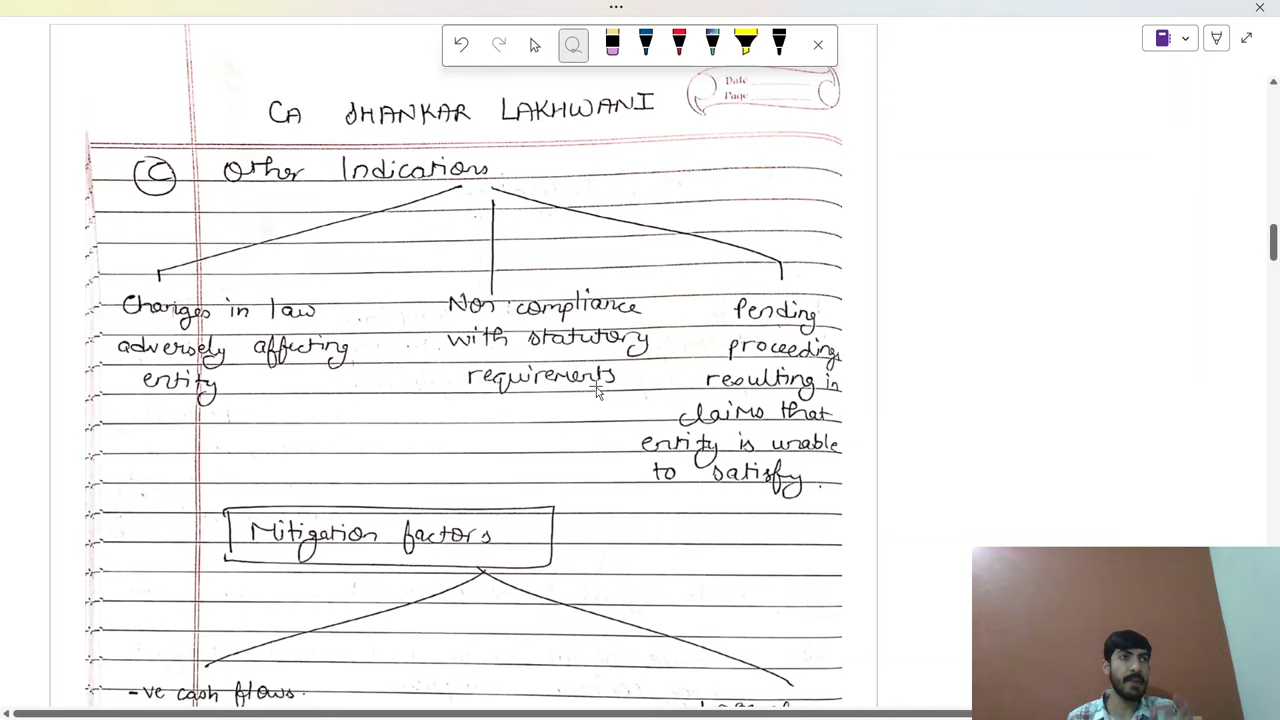 Date
Page
CA SHANKAR LAKHWANI
C Other Indications
Changes in law
adversely affecting
entity
Non compliance
with statutory
requirements
Pending
proceedings
resulting in
claims that
entity is unable
to satisfy.
Mitigation factors
-ve cash flows.